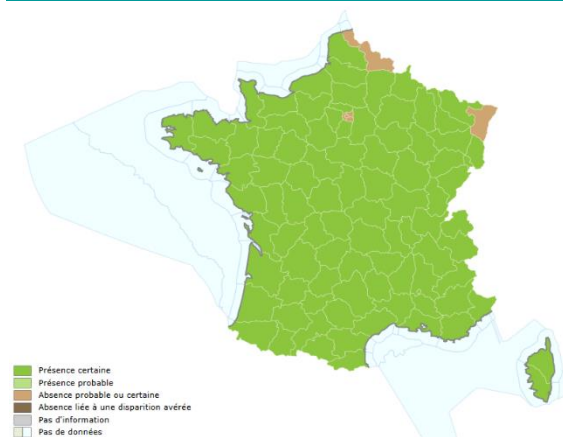 Présence certaine
Présence probable
Absence probable ou certaine
Absence liée à une disparition avérée
Pas d'information
Pas de données